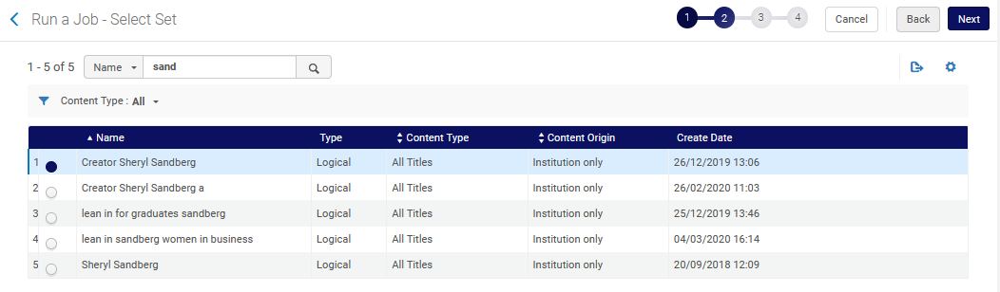 Run a Job - Select Set 1 2 3 4 Cancel Back Next
1 - 5 of 5 Name sand
Content Type : All
Name Type Content Type Content Origin Create Date
1 Creator Sheryl Sandberg Logical All Titles Institution only 26/12/2019 13:06
2 Creator Sheryl Sandberg a Logical All Titles Institution only 26/02/2020 11:03
3 lean in for graduates sandberg Logical All Titles Institution only 25/12/2019 13:46
4 lean in sandberg women in business Logical All Titles Institution only 04/03/2020 16:14
5 Sheryl Sandberg Logical All Titles Institution only 20/09/2018 12:09